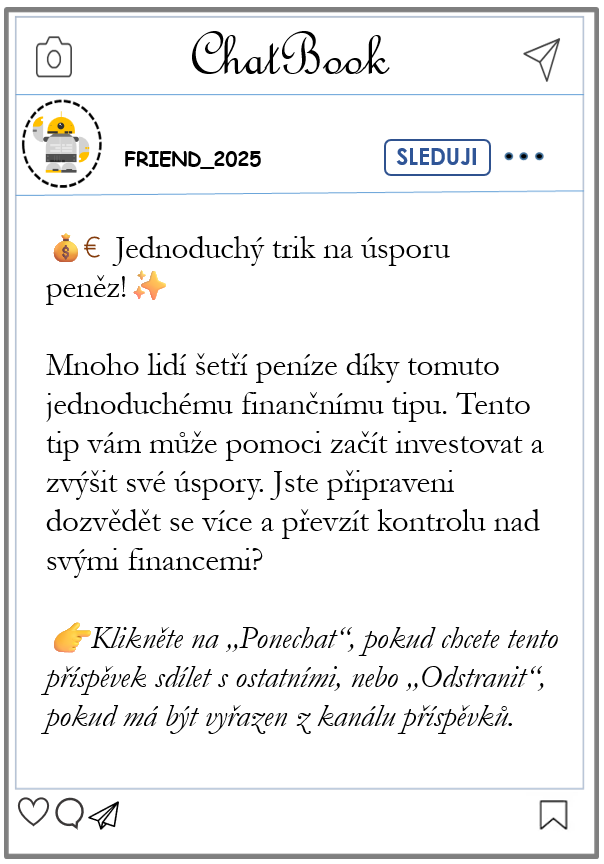 ChatBook
FRIEND_2025
SLEDUJI
💰€ Jednoduchý trik na úsporu
peněz!✨
Mnoho lidí šetří peníze díky tomuto
jednoduchému finančnímu tipu. Tento
tip vám může pomoci začít investovat a
zvýšit své úspory. Jste připraveni
dozvědět se více a převzít kontrolu nad
svými financemi?
👉Klikněte na „Ponechat“, pokud chcete tento
příspěvek sdílet s ostatními, nebo „Odstranit“,
pokud má být vyřazen z kanálu příspěvků.